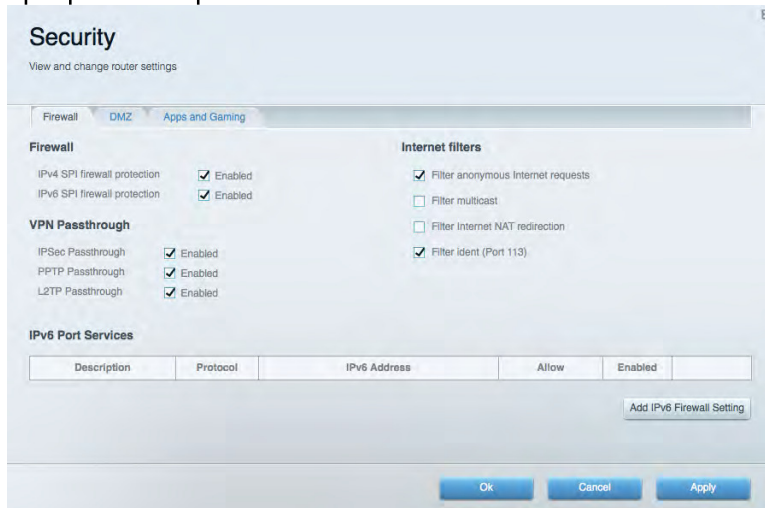 Security
View and change router settings
Firewall DMZ Apps and Gaming
Firewall
IPv4 SPI firewall protection Enabled
IPv6 SPI firewall protection Enabled
VPN Passthrough
IPSec Passthrough Enabled
PPTP Passthrough Enabled
L2TP Passthrough Enabled
Internet filters
Filter anonymous Internet requests
Filter multicast
Filter Internet NAT redirection
Filter ident (Port 113)
IPv6 Port Services
Description Protocol IPv6 Address Allow Enabled
Add IPv6 Firewall Setting
Ok Cancel Apply